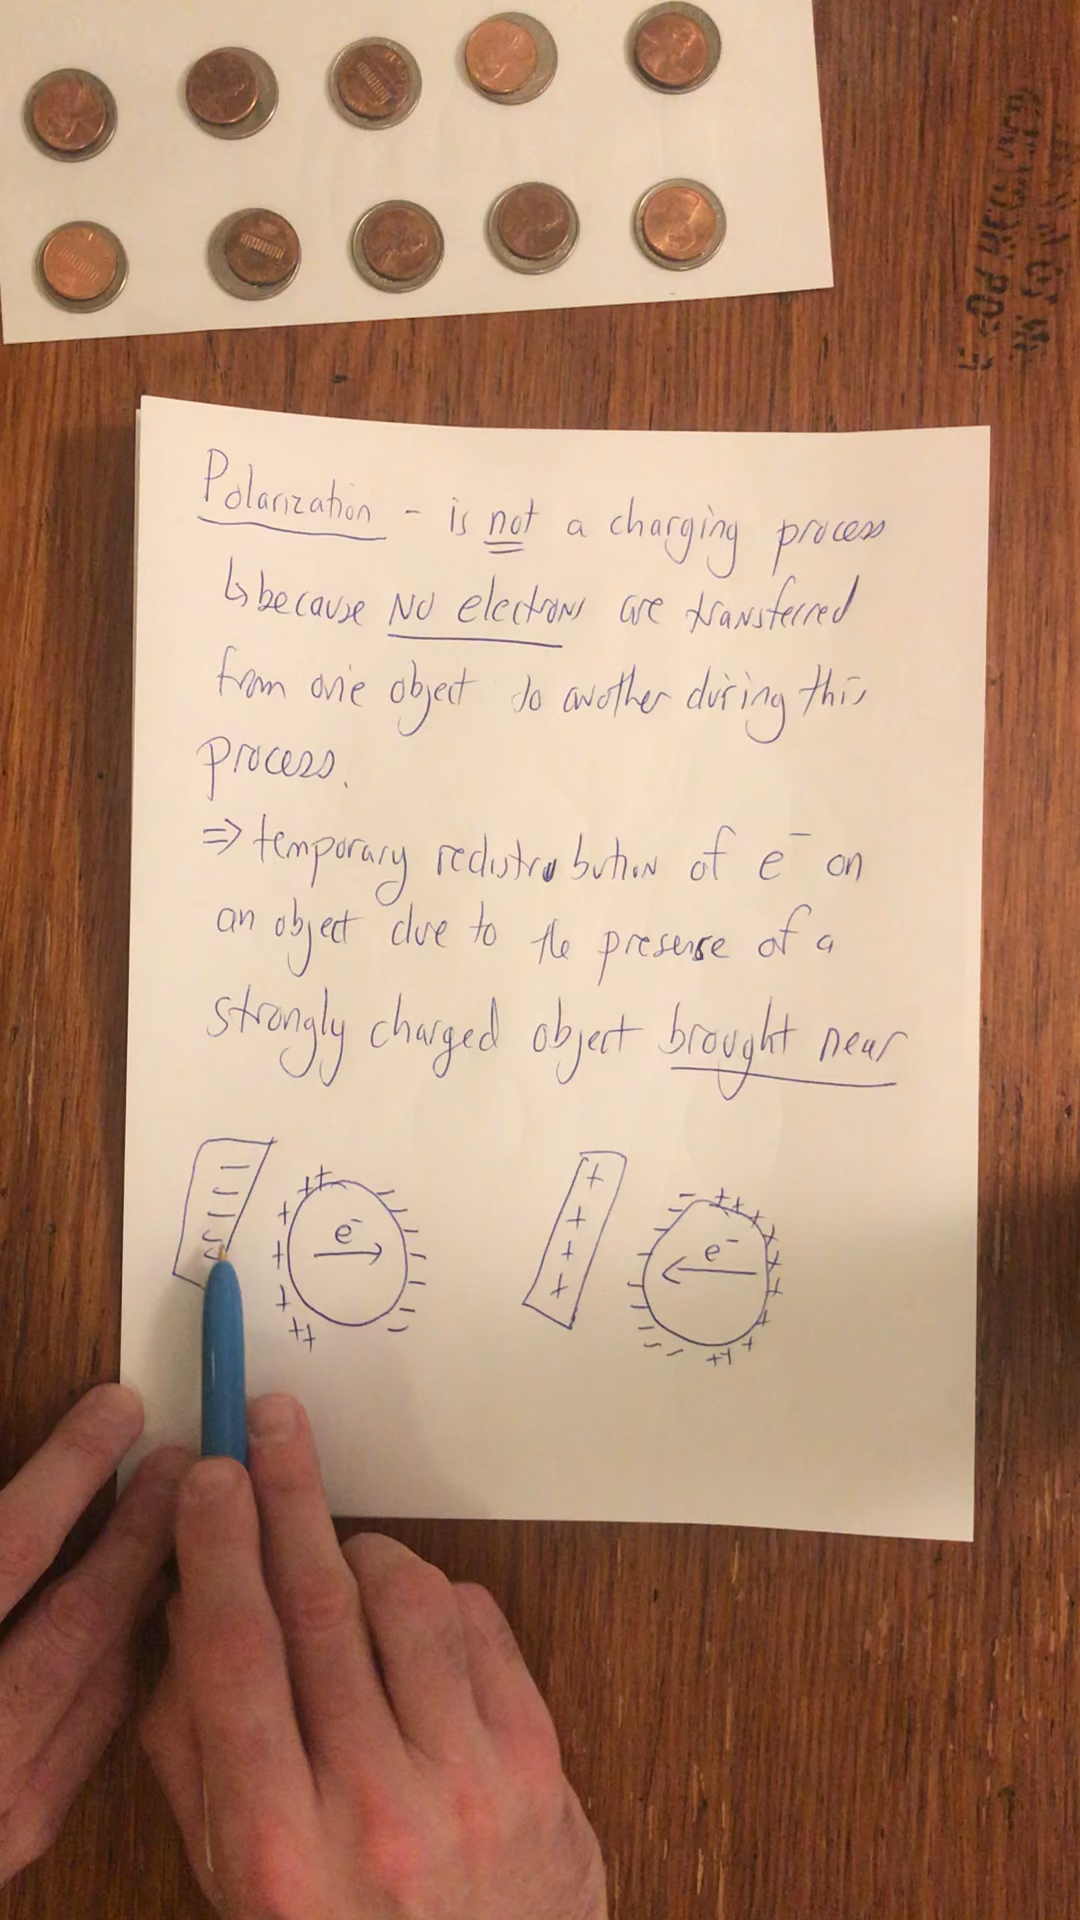 Polarization - is not a charging process
↳ because NO electrons are transferred
from one object to another during this
process.
⇒ temporary redistribution of e⁻ on
an object due to the presense of a
strongly charged object brought near
e⁻
e⁻